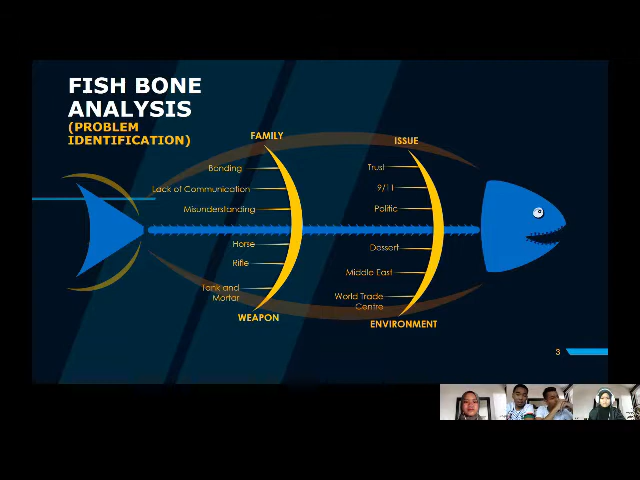 FISH BONE
ANALYSIS
(PROBLEM
IDENTIFICATION)
FAMILY
Bonding
Lack of Communication
Misunderstanding
Horse
Rifle
Tank and
Mortar
WEAPON
ISSUE
Trust
9/11
Politic
Dessert
Middle East
World Trade
Centre
ENVIRONMENT
3